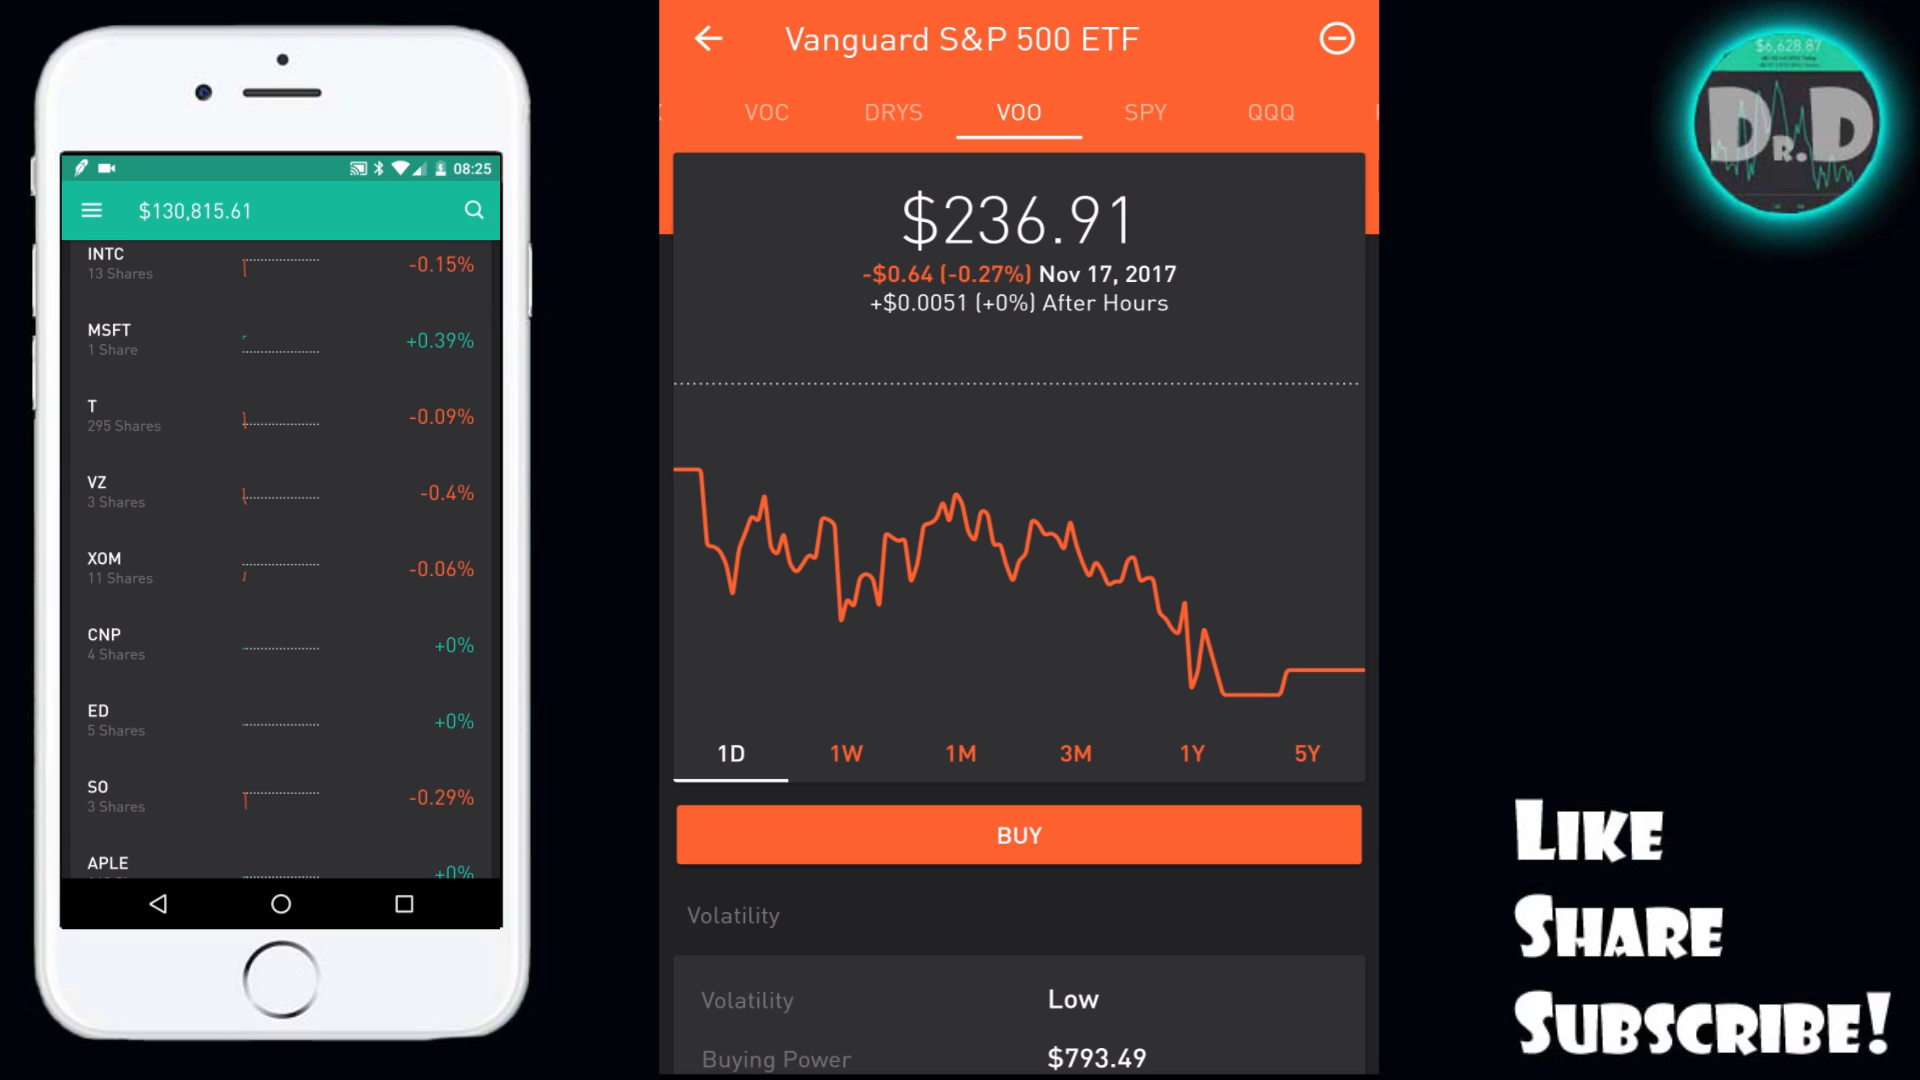 08:25
$130,815.61
INTC
13 Shares
-0.15%
MSFT
1 Share
+0.39%
T
295 Shares
-0.09%
VZ
3 Shares
-0.4%
XOM
11 Shares
-0.06%
CNP
4 Shares
+0%
ED
5 Shares
+0%
SO
3 Shares
-0.29%
APLE
+0%
Vanguard S&P 500 ETF
VOC DRYS VOO SPY QQQ
$236.91
-$0.64 (-0.27%) Nov 17, 2017
+$0.0051 (+0%) After Hours
1D 1W 1M 3M 1Y 5Y
BUY
Volatility
Volatility Low
Buying Power $793.49
$6,628.87
DR.D
LIKE
SHARE
SUBSCRIBE!